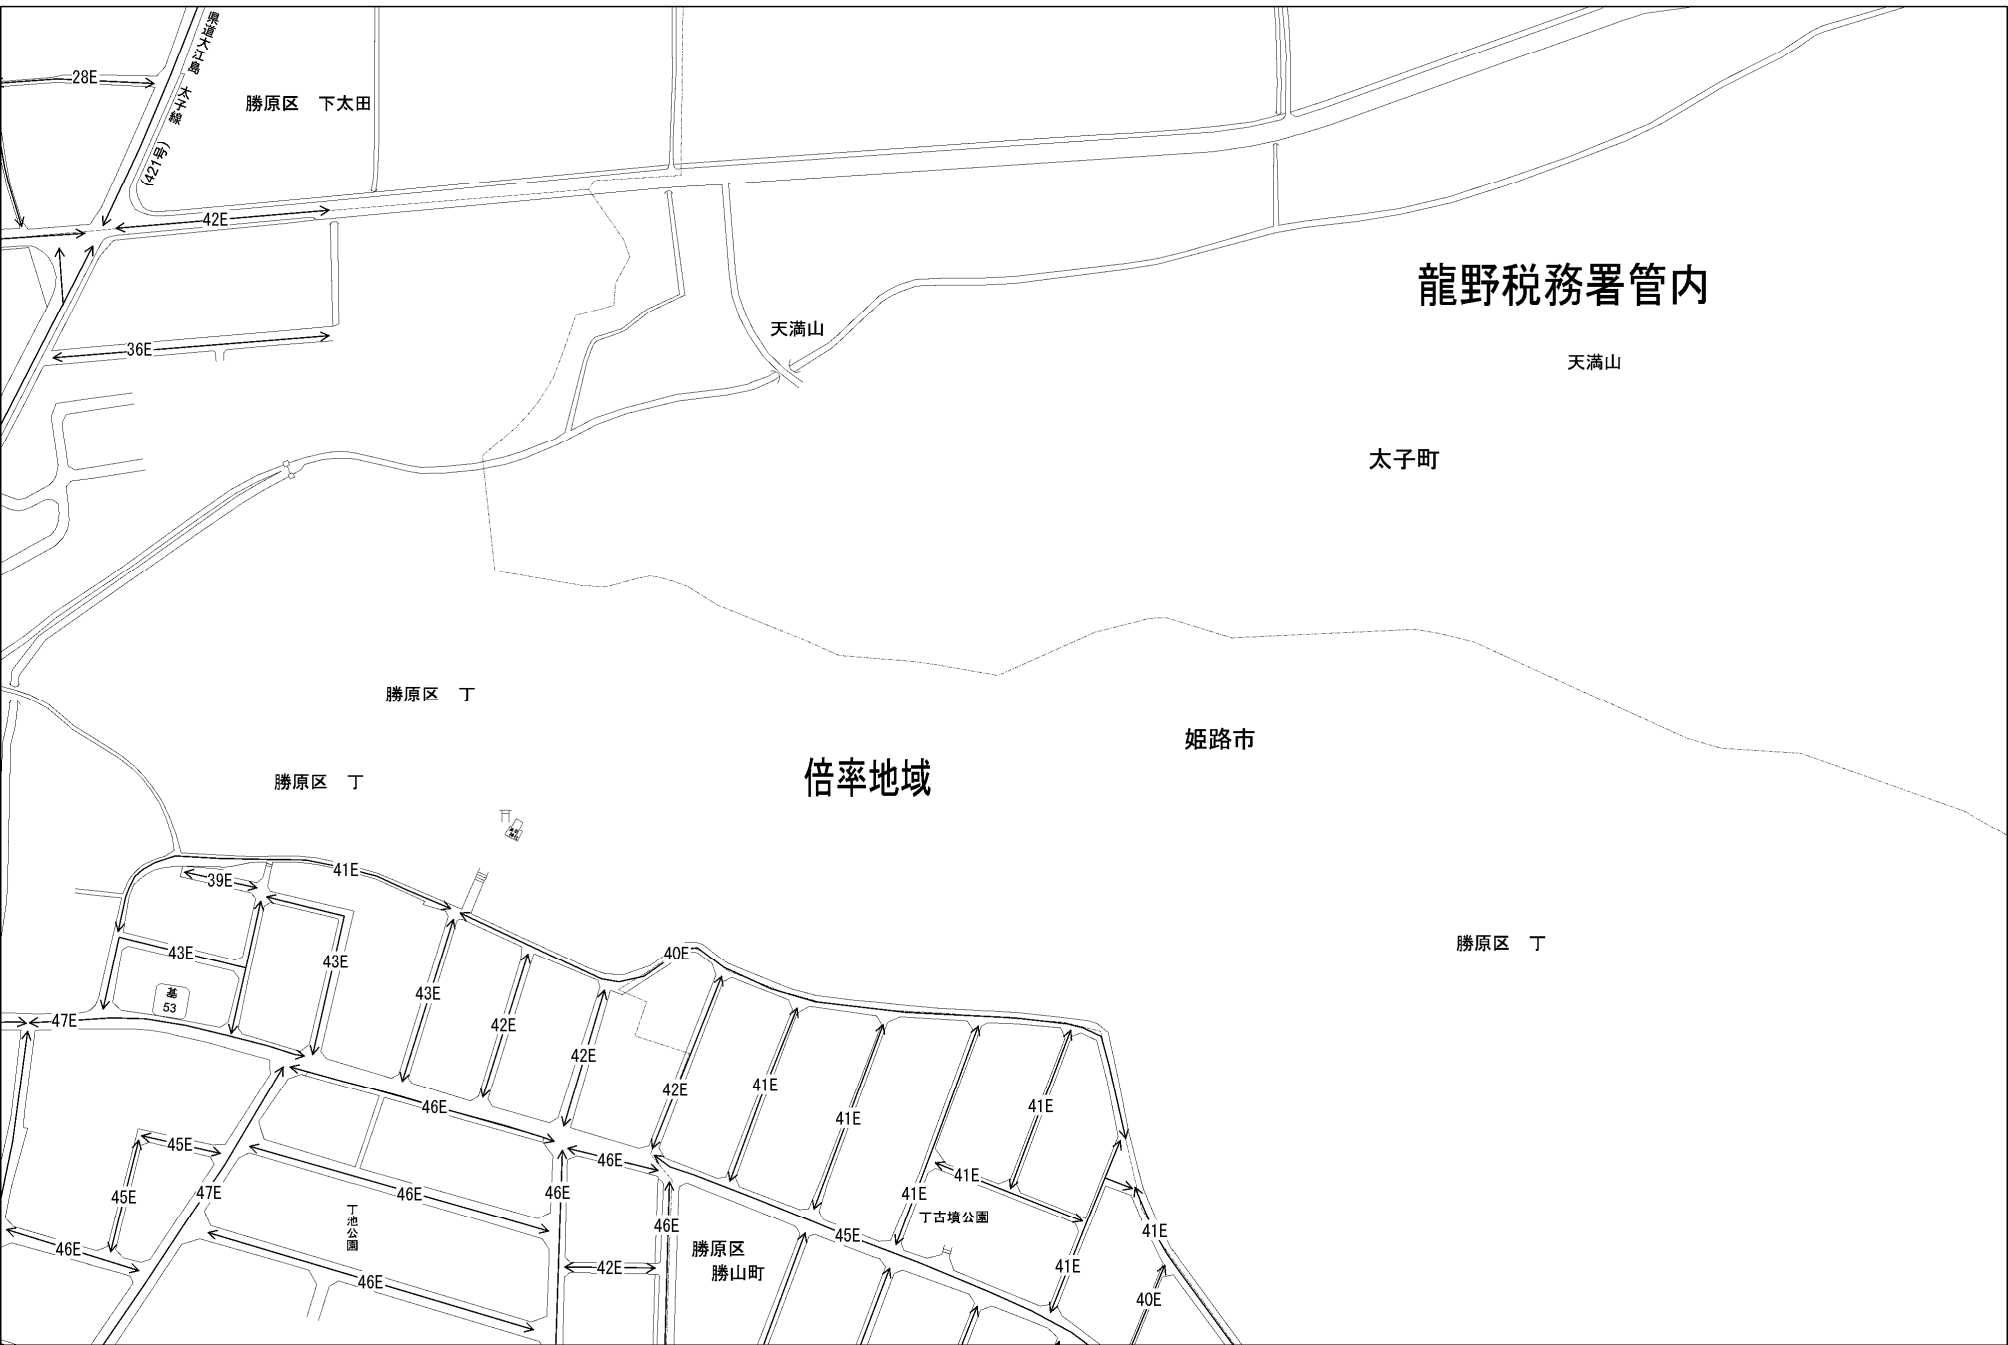 県道大江島 太子線
(421号)
28E
勝原区 下太田
42E
龍野税務署管内
天満山
36E
天満山
太子町
勝原区 丁
姫路市
倍率地域
勝原区 丁
41E
39E
勝原区 丁
43E
43E
40E
43E
基
53
47E
42E
42E
42E
41E
41E
41E
46E
45E
46E
41E
45E
47E
46E
46E
41E
丁池公園
46E
丁古墳公園
45E
41E
46E
勝原区
勝山町
42E
41E
46E
40E